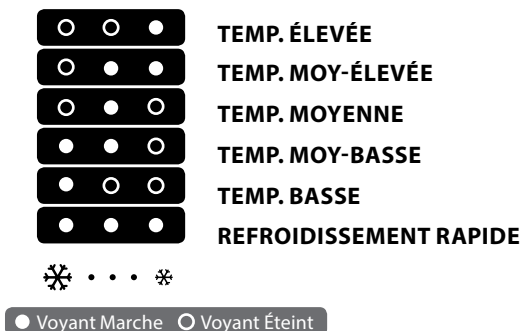 TEMP. ÉLEVÉE
TEMP. MOY-ÉLEVÉE
TEMP. MOYENNE
TEMP. MOY-BASSE
TEMP. BASSE
REFROIDISSEMENT RAPIDE
Voyant Marche Voyant Éteint